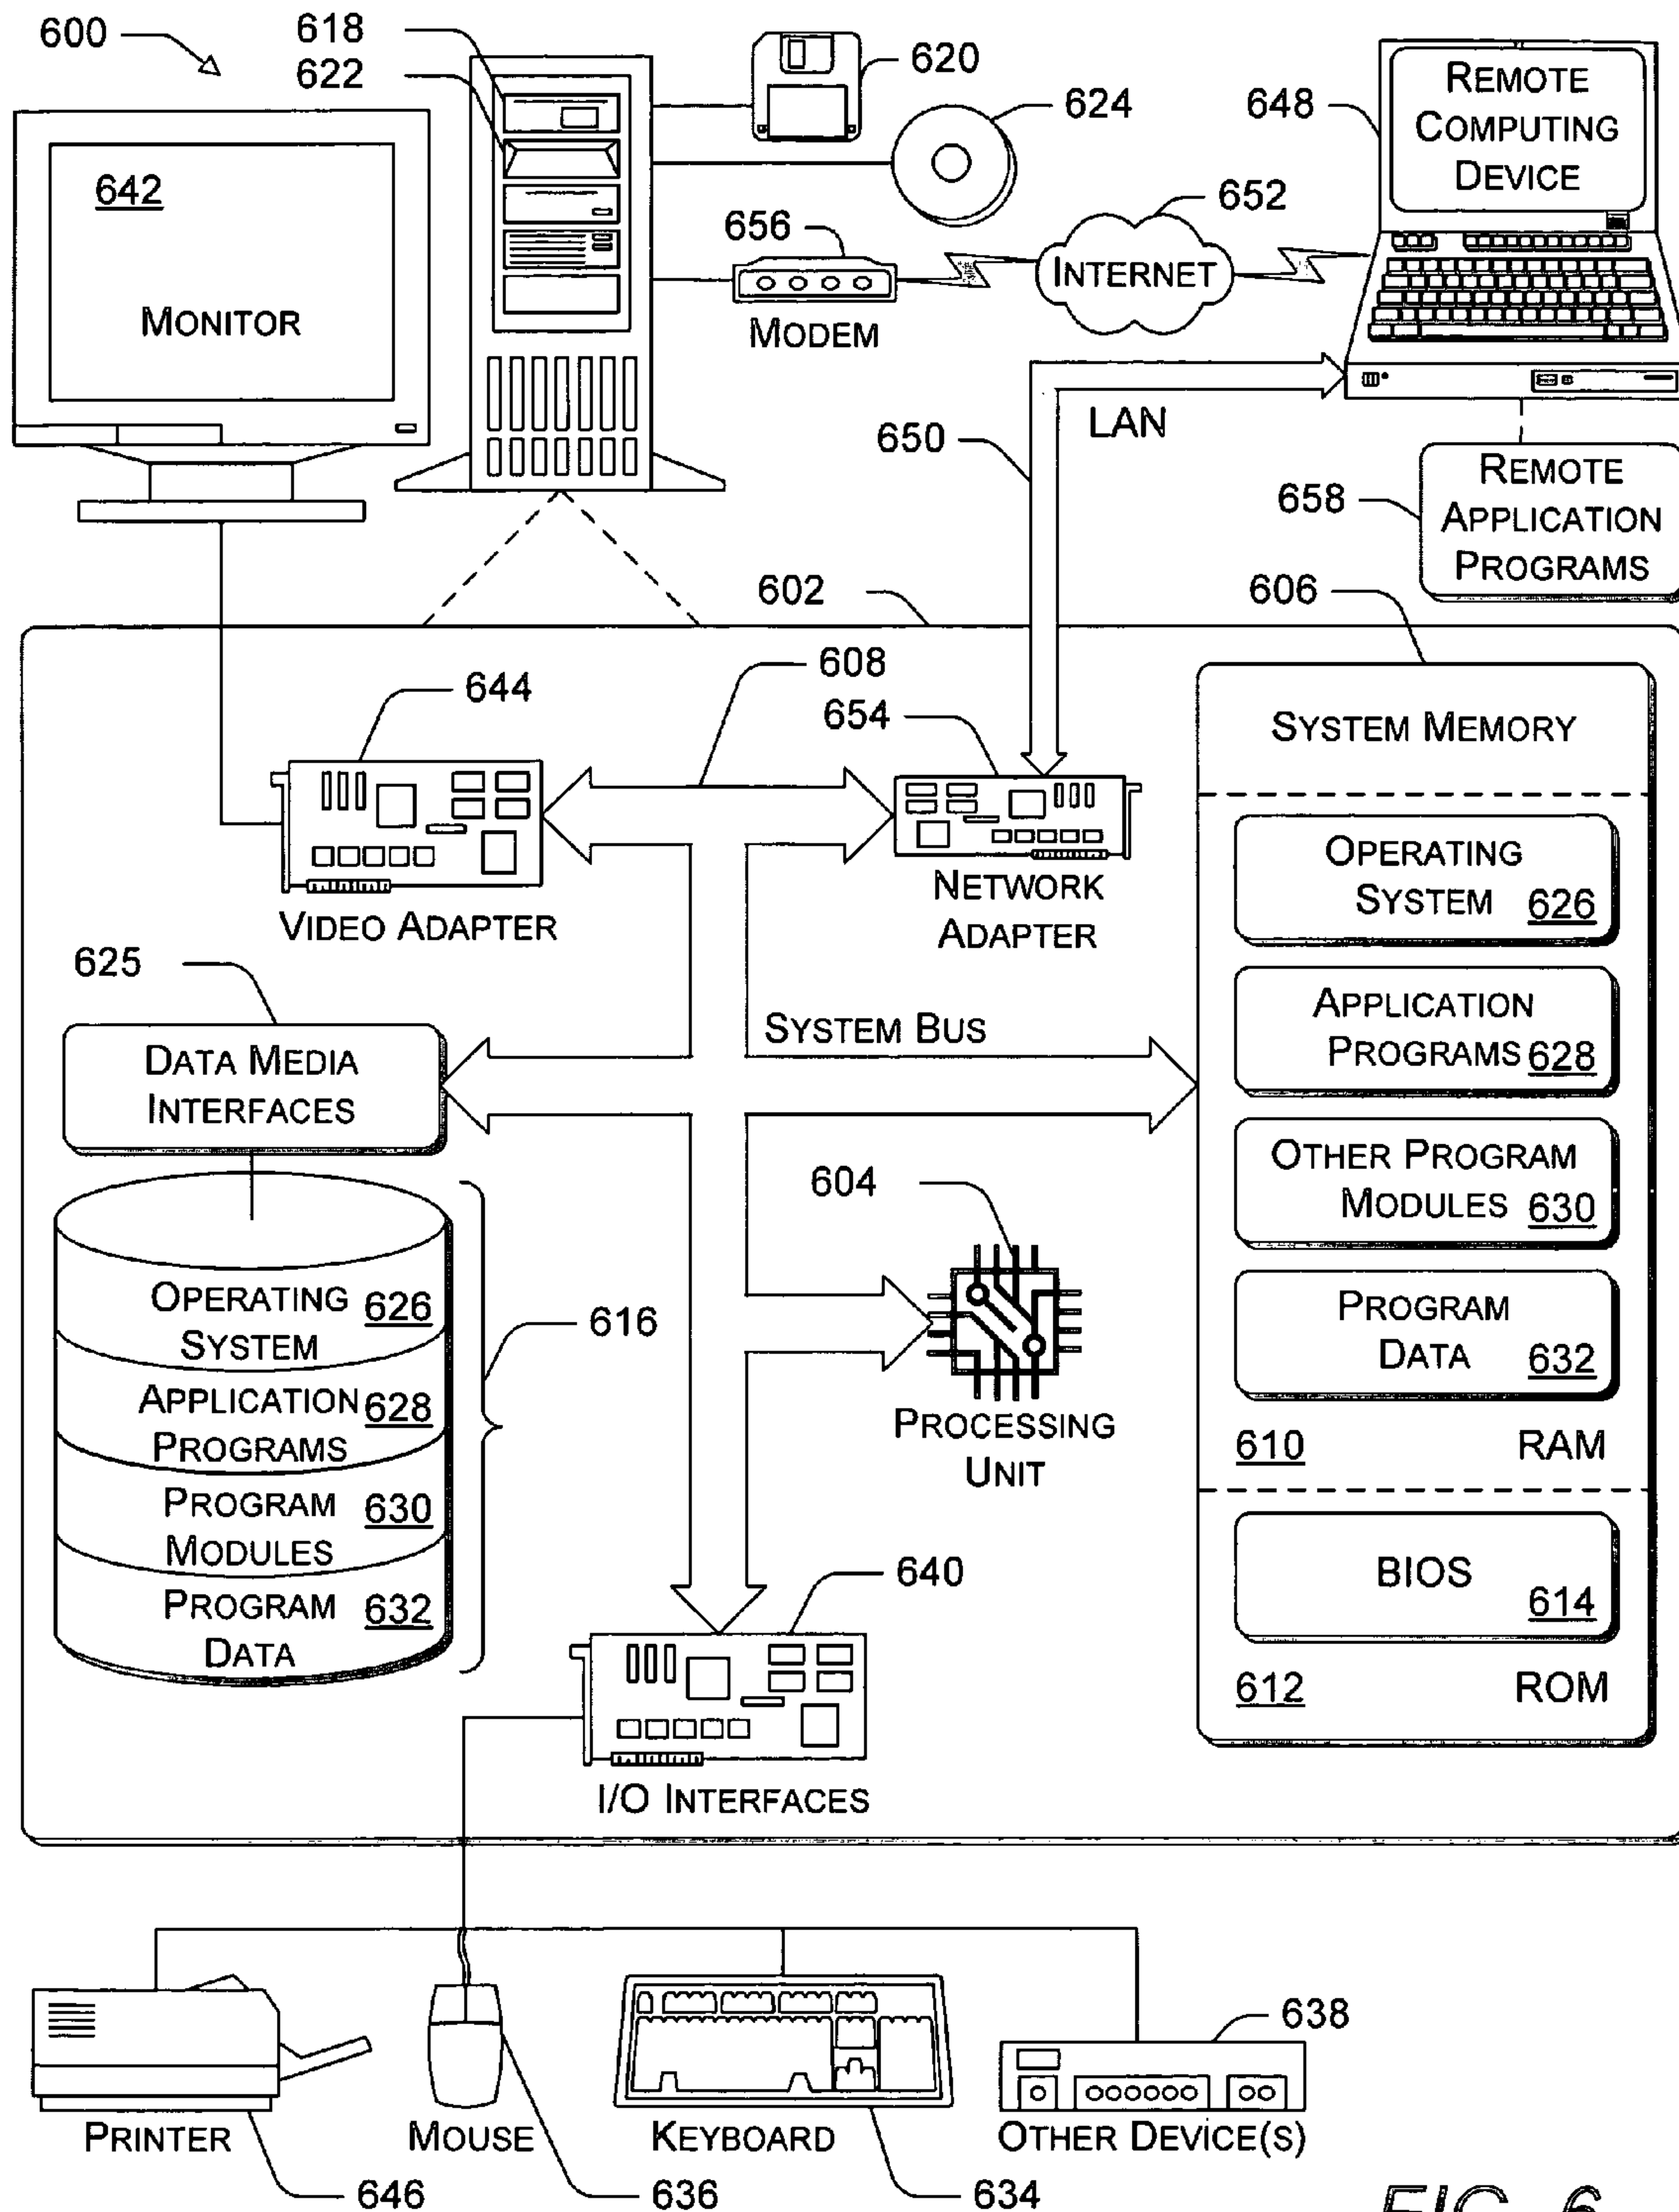 600
618
622
620
624
648
REMOTE
COMPUTING
DEVICE
642
MONITOR
656
MODEM
652
INTERNET
650
LAN
658
REMOTE
APPLICATION
PROGRAMS
602
606
608
644
654
VIDEO ADAPTER
NETWORK
ADAPTER
SYSTEM MEMORY
OPERATING
SYSTEM 626
APPLICATION
PROGRAMS 628
OTHER PROGRAM
MODULES 630
PROGRAM
DATA 632
610 RAM
BIOS
614
612 ROM
625
DATA MEDIA
INTERFACES
SYSTEM BUS
604
PROCESSING
UNIT
OPERATING 626
SYSTEM
APPLICATION 628
PROGRAMS
PROGRAM 630
MODULES
PROGRAM 632
DATA
616
640
I/O INTERFACES
PRINTER
646
MOUSE
636
KEYBOARD
634
638
OTHER DEVICE(S)
FIG. 6